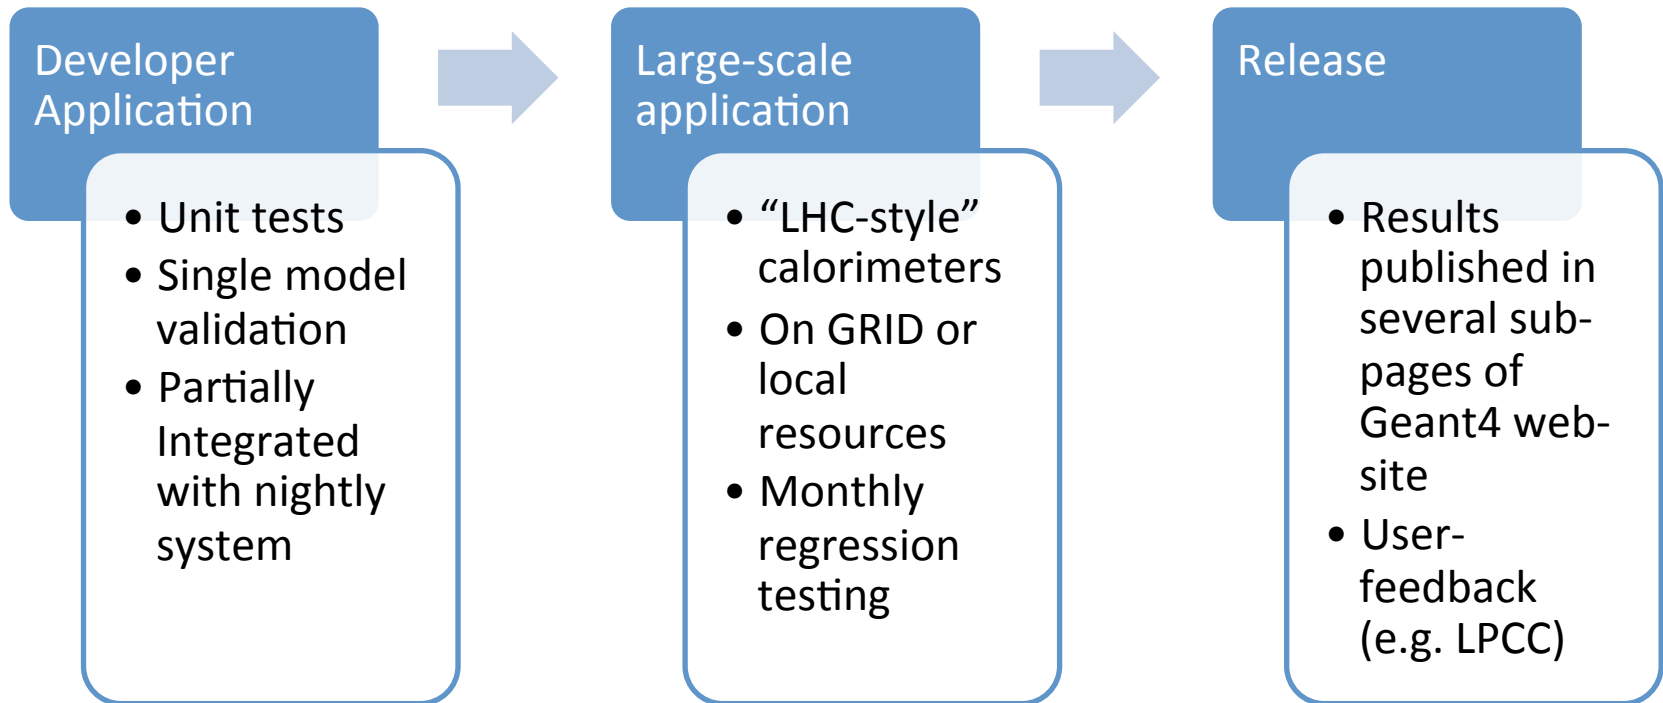 Developer
Application
• Unit tests
• Single model
validation
• Partially
Integrated
with nightly
system
Large-scale
application
• “LHC-style”
calorimeters
• On GRID or
local
resources
• Monthly
regression
testing
Release
• Results
published in
several sub-
pages of
Geant4 web-
site
• User-
feedback
(e.g. LPCC)